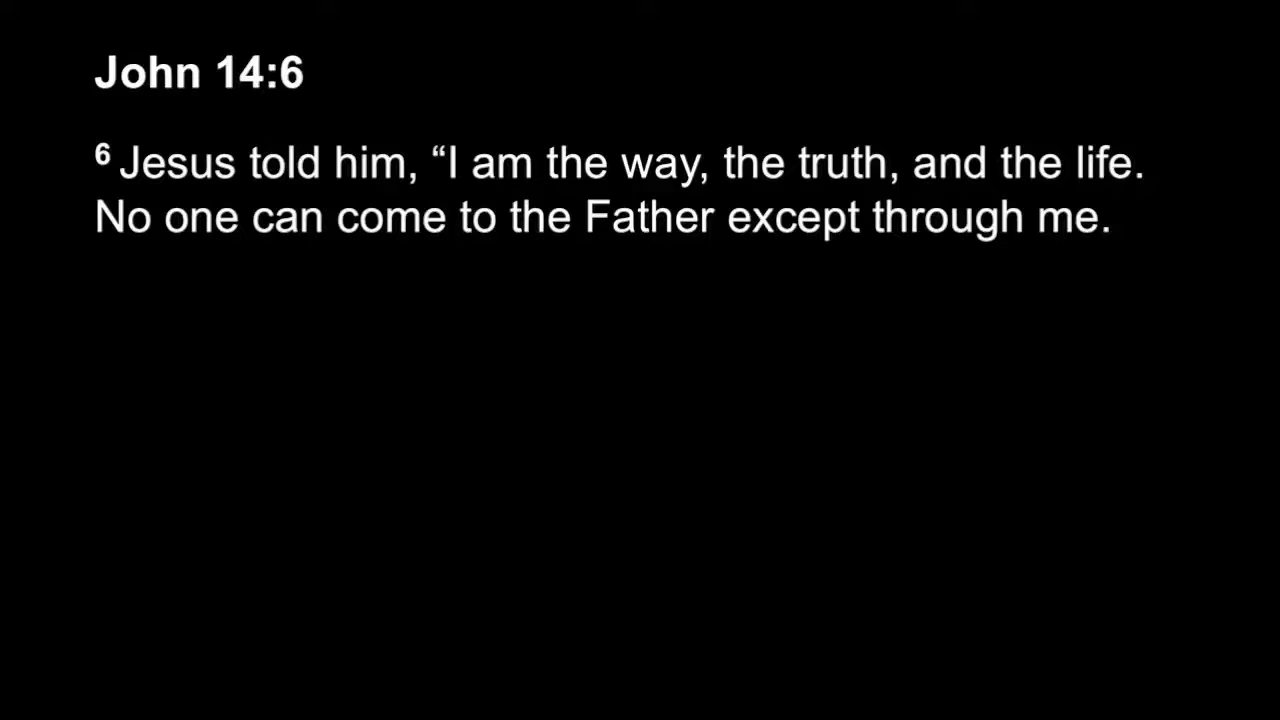 John 14:6
6 Jesus told him, “I am the way, the truth, and the life.
No one can come to the Father except through me.